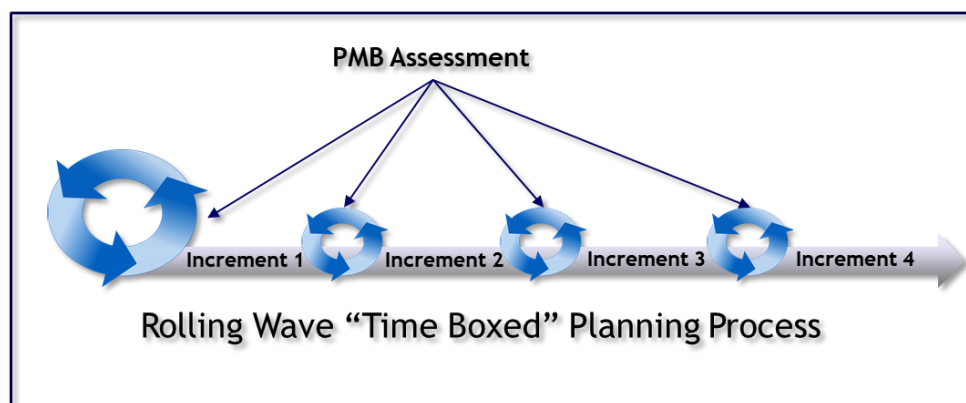 PMB Assessment
Increment 1
Increment 2
Increment 3
Increment 4
Rolling Wave “Time Boxed” Planning Process